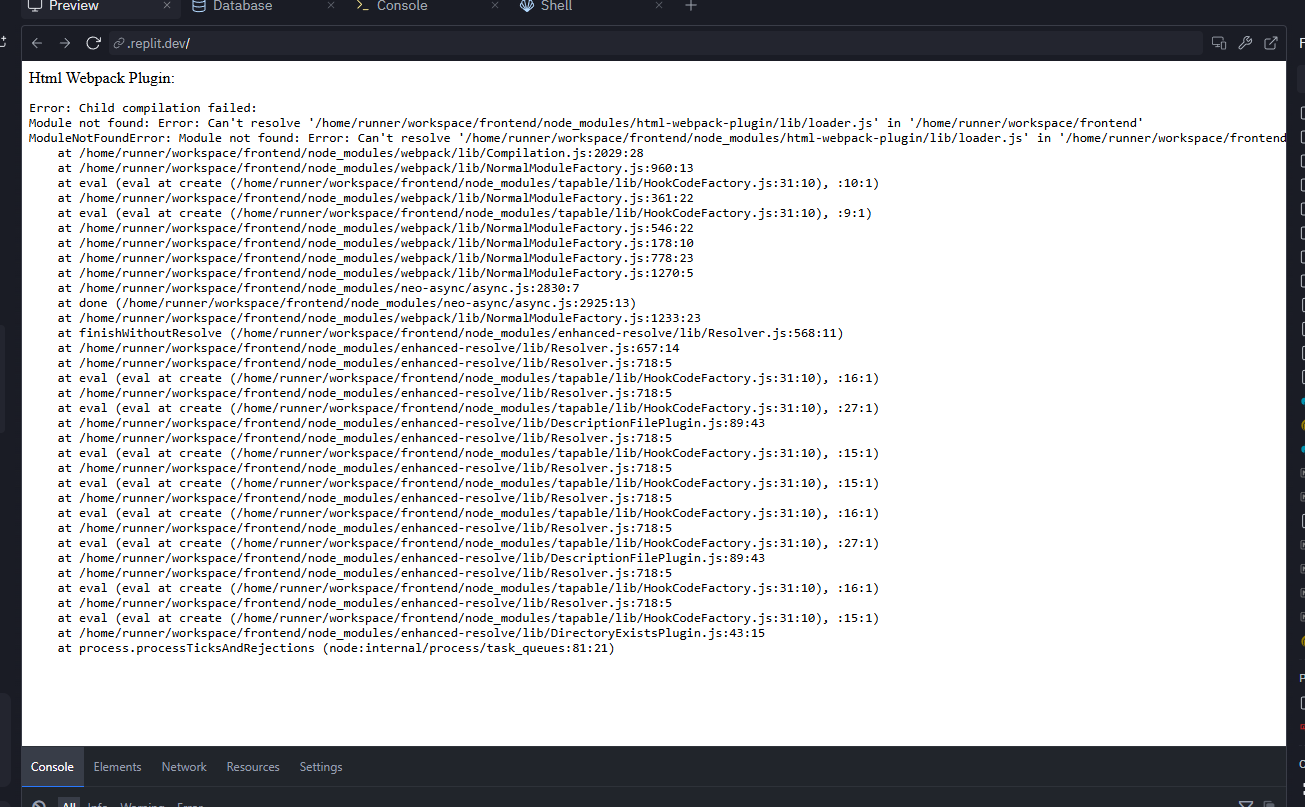 Preview
Database
Console
Shell
.replit.dev/
Html Webpack Plugin:
Error: Child compilation failed:
Module not found: Error: Can't resolve '/home/runner/workspace/frontend/node_modules/html-webpack-plugin/lib/loader.js' in '/home/runner/workspace/frontend'
ModuleNotFoundError: Module not found: Error: Can't resolve '/home/runner/workspace/frontend/node_modules/html-webpack-plugin/lib/loader.js' in '/home/runner/workspace/frontend
at /home/runner/workspace/frontend/node_modules/webpack/lib/Compilation.js:2029:28
at /home/runner/workspace/frontend/node_modules/webpack/lib/NormalModuleFactory.js:960:13
at eval (eval at create (/home/runner/workspace/frontend/node_modules/tapable/lib/HookCodeFactory.js:31:10), :10:1)
at /home/runner/workspace/frontend/node_modules/webpack/lib/NormalModuleFactory.js:361:22
at eval (eval at create (/home/runner/workspace/frontend/node_modules/tapable/lib/HookCodeFactory.js:31:10), :9:1)
at /home/runner/workspace/frontend/node_modules/webpack/lib/NormalModuleFactory.js:546:22
at /home/runner/workspace/frontend/node_modules/webpack/lib/NormalModuleFactory.js:178:10
at /home/runner/workspace/frontend/node_modules/webpack/lib/NormalModuleFactory.js:778:23
at /home/runner/workspace/frontend/node_modules/webpack/lib/NormalModuleFactory.js:1270:5
at /home/runner/workspace/frontend/node_modules/neo-async/async.js:2830:7
at done (/home/runner/workspace/frontend/node_modules/neo-async/async.js:2925:13)
at /home/runner/workspace/frontend/node_modules/webpack/lib/NormalModuleFactory.js:1233:23
at finishWithoutResolve (/home/runner/workspace/frontend/node_modules/enhanced-resolve/lib/Resolver.js:568:11)
at /home/runner/workspace/frontend/node_modules/enhanced-resolve/lib/Resolver.js:657:14
at /home/runner/workspace/frontend/node_modules/enhanced-resolve/lib/Resolver.js:718:5
at eval (eval at create (/home/runner/workspace/frontend/node_modules/tapable/lib/HookCodeFactory.js:31:10), :16:1)
at /home/runner/workspace/frontend/node_modules/enhanced-resolve/lib/Resolver.js:718:5
at eval (eval at create (/home/runner/workspace/frontend/node_modules/tapable/lib/HookCodeFactory.js:31:10), :27:1)
at /home/runner/workspace/frontend/node_modules/enhanced-resolve/lib/DescriptionFilePlugin.js:89:43
at /home/runner/workspace/frontend/node_modules/enhanced-resolve/lib/Resolver.js:718:5
at eval (eval at create (/home/runner/workspace/frontend/node_modules/tapable/lib/HookCodeFactory.js:31:10), :15:1)
at /home/runner/workspace/frontend/node_modules/enhanced-resolve/lib/Resolver.js:718:5
at eval (eval at create (/home/runner/workspace/frontend/node_modules/tapable/lib/HookCodeFactory.js:31:10), :15:1)
at /home/runner/workspace/frontend/node_modules/enhanced-resolve/lib/Resolver.js:718:5
at eval (eval at create (/home/runner/workspace/frontend/node_modules/tapable/lib/HookCodeFactory.js:31:10), :16:1)
at /home/runner/workspace/frontend/node_modules/enhanced-resolve/lib/Resolver.js:718:5
at eval (eval at create (/home/runner/workspace/frontend/node_modules/tapable/lib/HookCodeFactory.js:31:10), :27:1)
at /home/runner/workspace/frontend/node_modules/enhanced-resolve/lib/DescriptionFilePlugin.js:89:43
at /home/runner/workspace/frontend/node_modules/enhanced-resolve/lib/Resolver.js:718:5
at eval (eval at create (/home/runner/workspace/frontend/node_modules/tapable/lib/HookCodeFactory.js:31:10), :16:1)
at /home/runner/workspace/frontend/node_modules/enhanced-resolve/lib/Resolver.js:718:5
at eval (eval at create (/home/runner/workspace/frontend/node_modules/tapable/lib/HookCodeFactory.js:31:10), :15:1)
at /home/runner/workspace/frontend/node_modules/enhanced-resolve/lib/DirectoryExistsPlugin.js:43:15
at process.processTicksAndRejections (node:internal/process/task_queues:81:21)
Console
Elements
Network
Resources
Settings
All
Info
Warning
Error